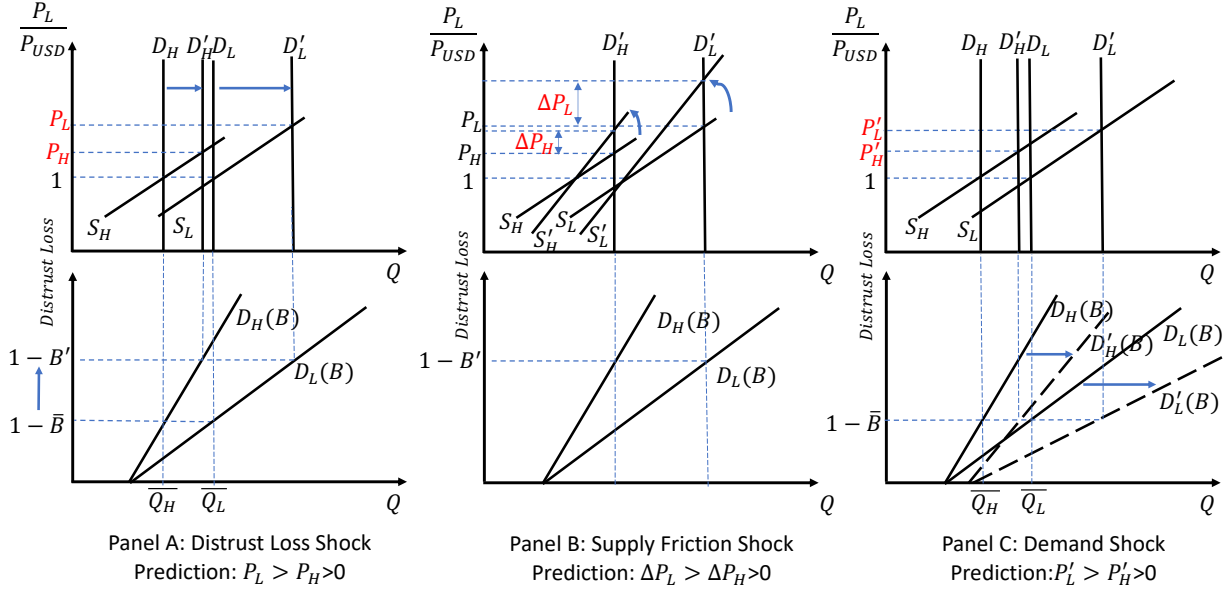 P_L
P_USD
D_H D'_H D_L D'_L
P_L
P_H
1
S_H
S_L
Q
Distrust Loss
D_H(B)
1 − B′
D_L(B)
1 − B̅
Q̅_H Q̅_L
Q
Panel A: Distrust Loss Shock
Prediction: P_L > P_H>0
P_L
P_USD
D'_H D'_L
ΔP_L
P_L
ΔP_H
P_H
1
S_H S'_H S_L S'_L
Q
Distrust Loss
D_H(B)
1 − B′
D_L(B)
Q
Panel B: Supply Friction Shock
Prediction: ΔP_L > ΔP_H>0
P_L
P_USD
D_H D'_H D_L D'_L
P'_L
P'_H
1
S_H S_L
Q
Distrust Loss
D_H(B)
D'_H(B)
D_L(B)
D'_L(B)
1 − B̅
Q̅_H Q̅_L
Q
Panel C: Demand Shock
Prediction:P'_L > P'_H>0